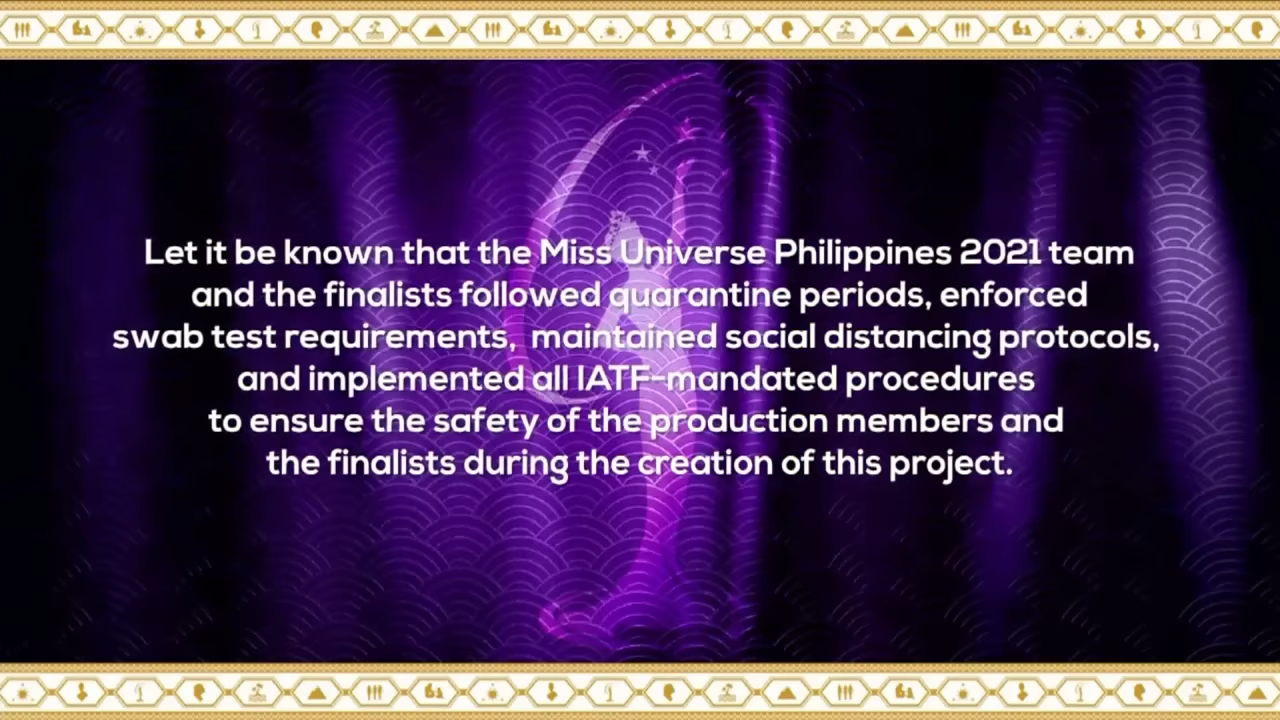 Let it be known that the Miss Universe Philippines 2021 team
and the finalists followed quarantine periods, enforced
swab test requirements, maintained social distancing protocols,
and implemented all IATF-mandated procedures
to ensure the safety of the production members and
the finalists during the creation of this project.